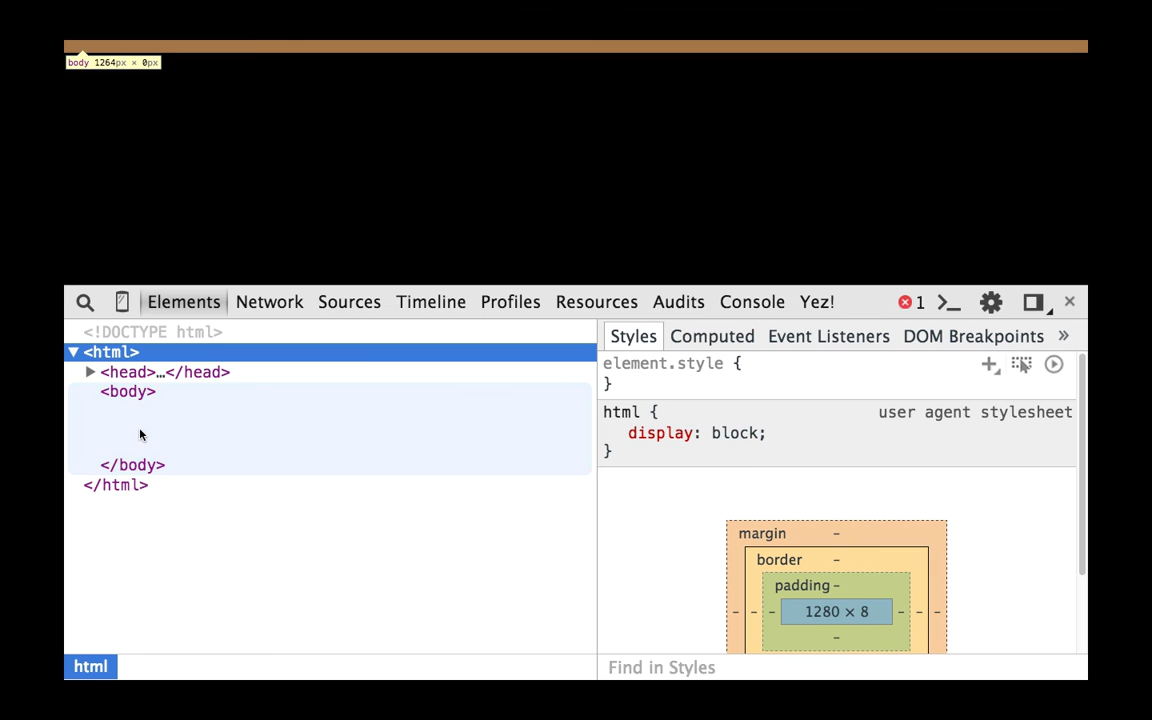 body 1264px × 0px
Elements Network Sources Timeline Profiles Resources Audits Console Yez! 1
<!DOCTYPE html>
▼<html>
▶<head>…</head>
<body>
</body>
</html>
html
Styles Computed Event Listeners DOM Breakpoints »
element.style {
}
html { user agent stylesheet
display: block;
}
margin –
border –
padding –
– – – 1280 × 8 – – –
–
Find in Styles